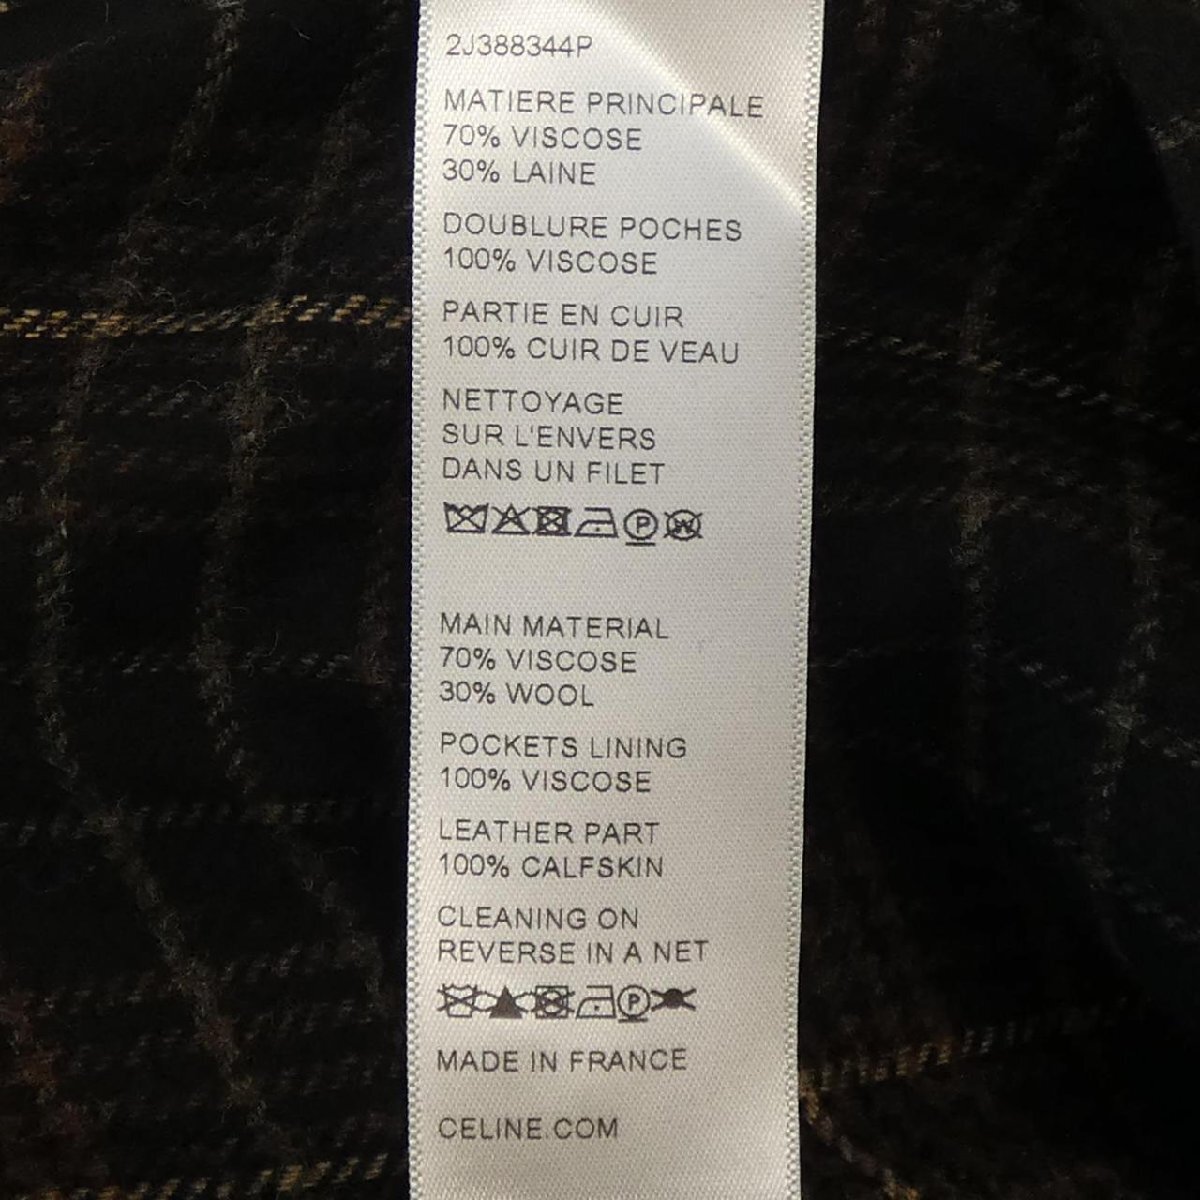 2J388344P
MATIERE PRINCIPALE
70% VISCOSE
30% LAINE
DOUBLURE POCHES
100% VISCOSE
PARTIE EN CUIR
100% CUIR DE VEAU
NETTOYAGE
SUR L'ENVERS
DANS UN FILET
P W
MAIN MATERIAL
70% VISCOSE
30% WOOL
POCKETS LINING
100% VISCOSE
LEATHER PART
100% CALFSKIN
CLEANING ON
REVERSE IN A NET
P
MADE IN FRANCE
CELINE.COM